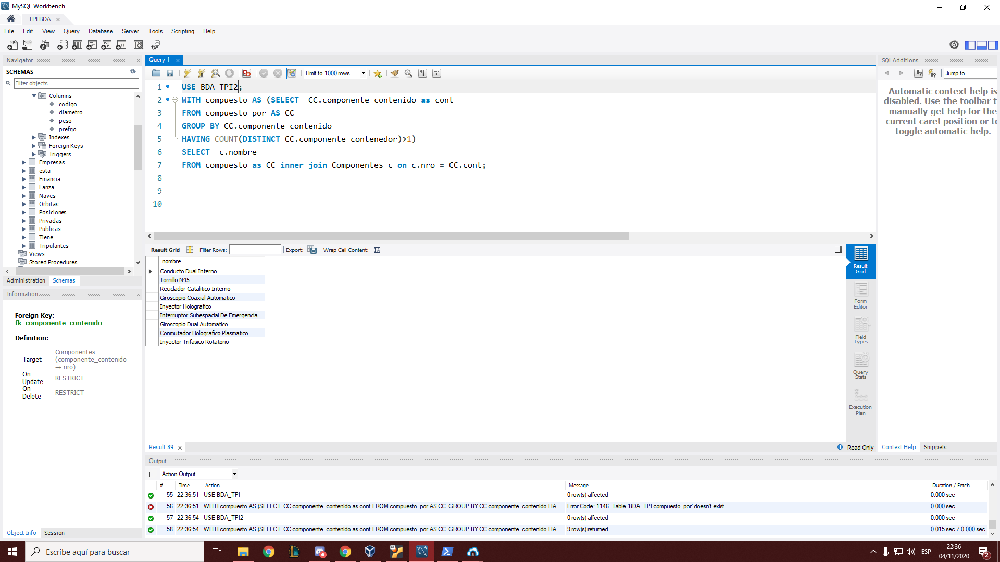 MySQL Workbench
TPI BDA
File Edit View Query Database Server Tools Scripting Help
Navigator
SCHEMAS
Filter objects
Columns
codigo
diametro
peso
prefijo
Indexes
Foreign Keys
Triggers
Empresas
esta
Financia
Lanza
Naves
Orbitas
Posiciones
Privadas
Publicas
Tiene
Tripulantes
Views
Stored Procedures
Administration Schemas
Information
Foreign Key:
fk_componente_contenido
Definition:
Target Componentes (componente_contenido → nro)
On Update RESTRICT
On Delete RESTRICT
Object Info Session
Query 1
Limit to 1000 rows
1 USE BDA_TPI2;
2 WITH compuesto AS (SELECT  CC.componente_contenido as cont
3 FROM compuesto_por AS CC
4 GROUP BY CC.componente_contenido
5 HAVING COUNT(DISTINCT CC.componente_contenedor)>1)
6 SELECT  c.nombre
7 FROM compuesto as CC inner join Componentes c on c.nro = CC.cont;
8
9
10
Result Grid Filter Rows: Export: Wrap Cell Content:
nombre
Conducto Dual Interno
Tornillo N45
Reciclador Catalitico Interno
Giroscopio Coaxial Automatico
Inyector Holografico
Interruptor Subespacial De Emergencia
Giroscopio Dual Automatico
Conmutador Holografico Plasmatico
Inyector Trifasico Rotatorio
Result Grid
Form Editor
Field Types
Query Stats
Execution Plan
Result 89
Read Only
SQLAdditions
Jump to
Automatic context help is
disabled. Use the toolbar t
manually get help for the
current caret position or to
toggle automatic help.
Context Help Snippets
Output
Action Output
# Time Action Message Duration / Fetch
55 22:36:51 USE BDA_TPI 0 row(s) affected 0.000 sec
56 22:36:51 WITH compuesto AS (SELECT  CC.componente_contenido as cont FROM compuesto_por AS CC  GROUP BY CC.componente_contenido HA... Error Code: 1146. Table 'BDA_TPI.compuesto_por' doesn't exist 0.000 sec
57 22:36:54 USE BDA_TPI2 0 row(s) affected 0.000 sec
58 22:36:54 WITH compuesto AS (SELECT  CC.componente_contenido as cont FROM compuesto_por AS CC  GROUP BY CC.componente_contenido HA... 9 row(s) returned 0.015 sec / 0.000 sec
Escribe aquí para buscar
64
ESP
22:36
04/11/2020
2